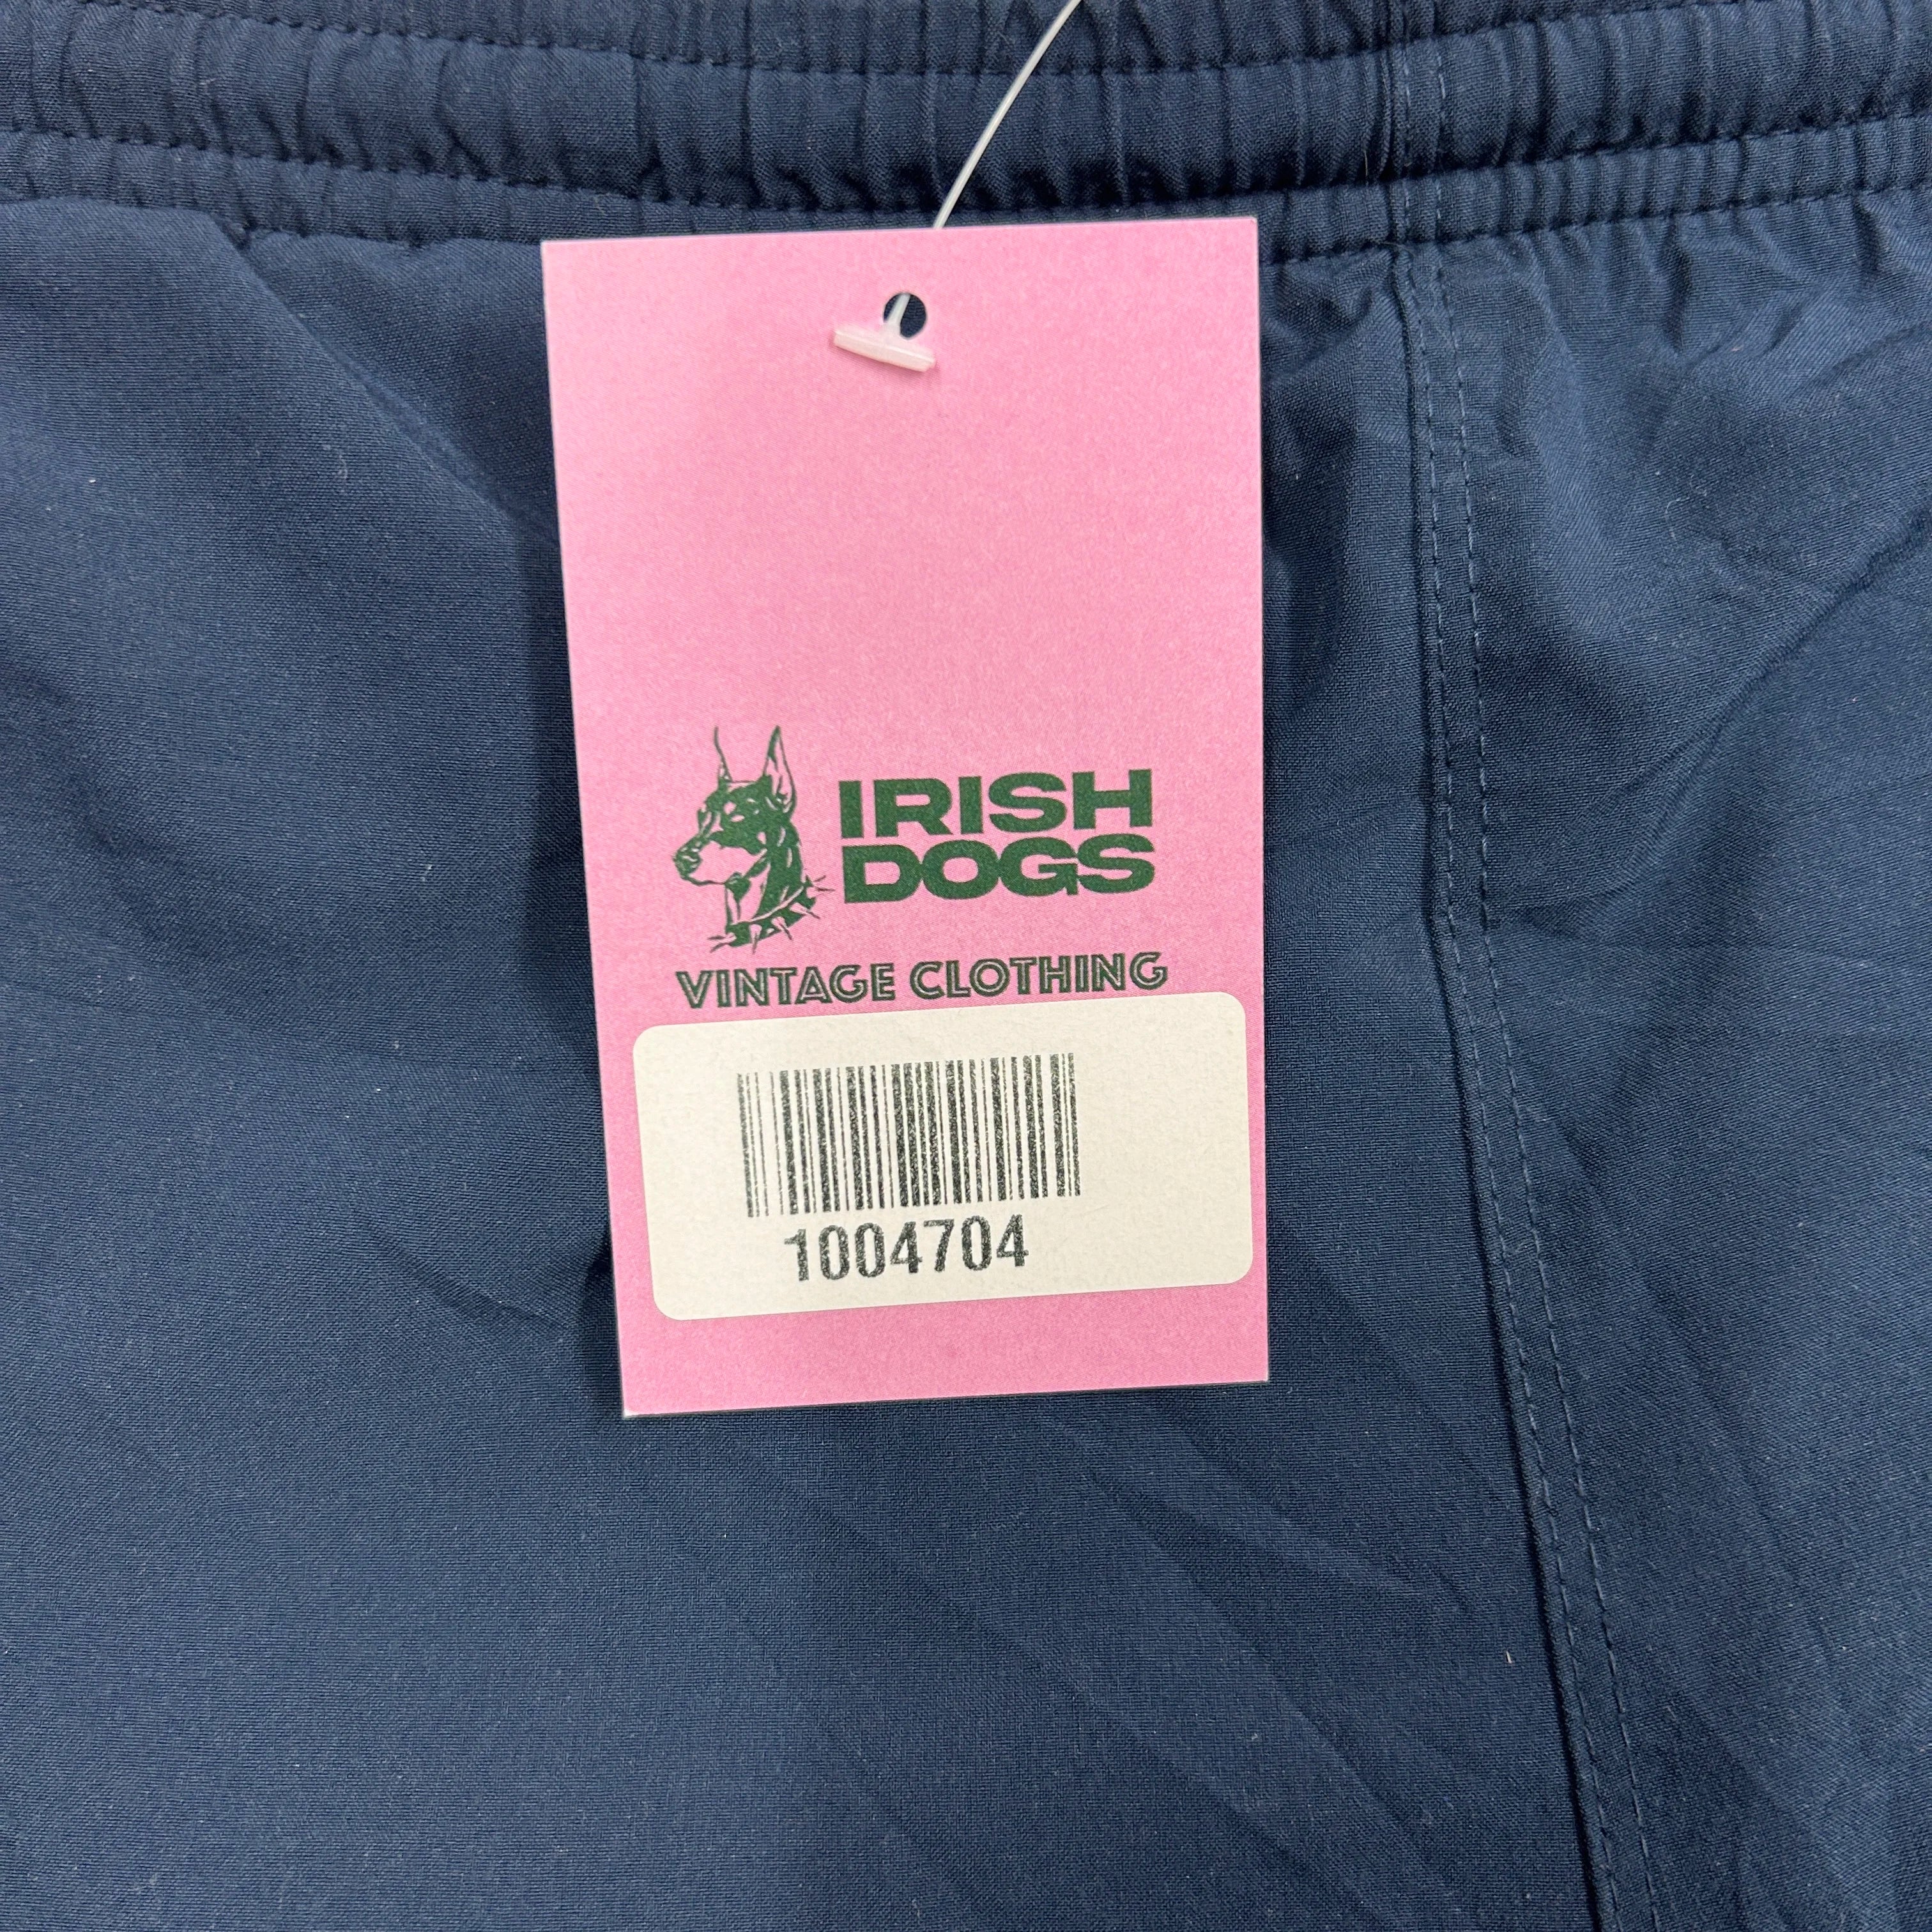 IRISH
DOGS
VINTAGE CLOTHING
1004704